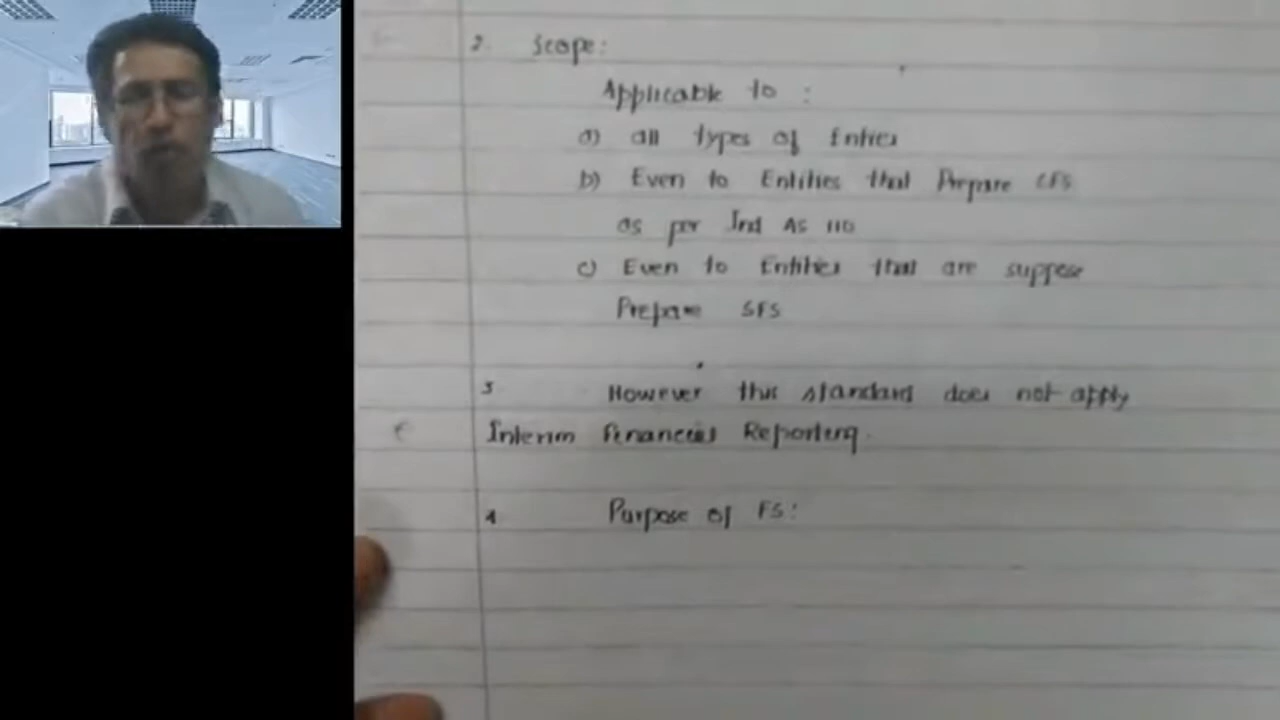 2. Scope:
Applicable to :
a) all types of Enties
b) Even to Entities that Prepare CFS
as per Ind AS 110
c) Even to Entities that are suppose
Prepare SFS
3 However this standard does not apply
Interim Financial Reporting.
4 Purpose of FS: